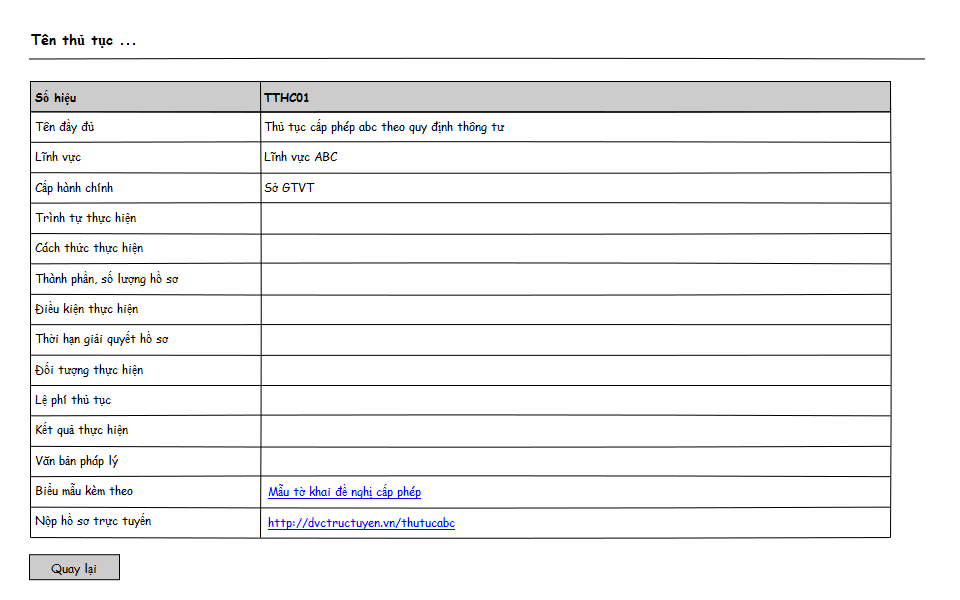 Tên thủ tục ...
Số hiệu TTHC01
Tên đầy đủ Thủ tục cấp phép abc theo quy định thông tư
Lĩnh vực Lĩnh vực ABC
Cấp hành chính Sở GTVT
Trình tự thực hiện
Cách thức thực hiện
Thành phần, số lượng hồ sơ
Điều kiện thực hiện
Thời hạn giải quyết hồ sơ
Đối tượng thực hiện
Lệ phí thủ tục
Kết quả thực hiện
Văn bản pháp lý
Biểu mẫu kèm theo Mẫu tờ khai đề nghị cấp phép
Nộp hồ sơ trực tuyến http://dvctructuyen.vn/thutucabc
Quay lại